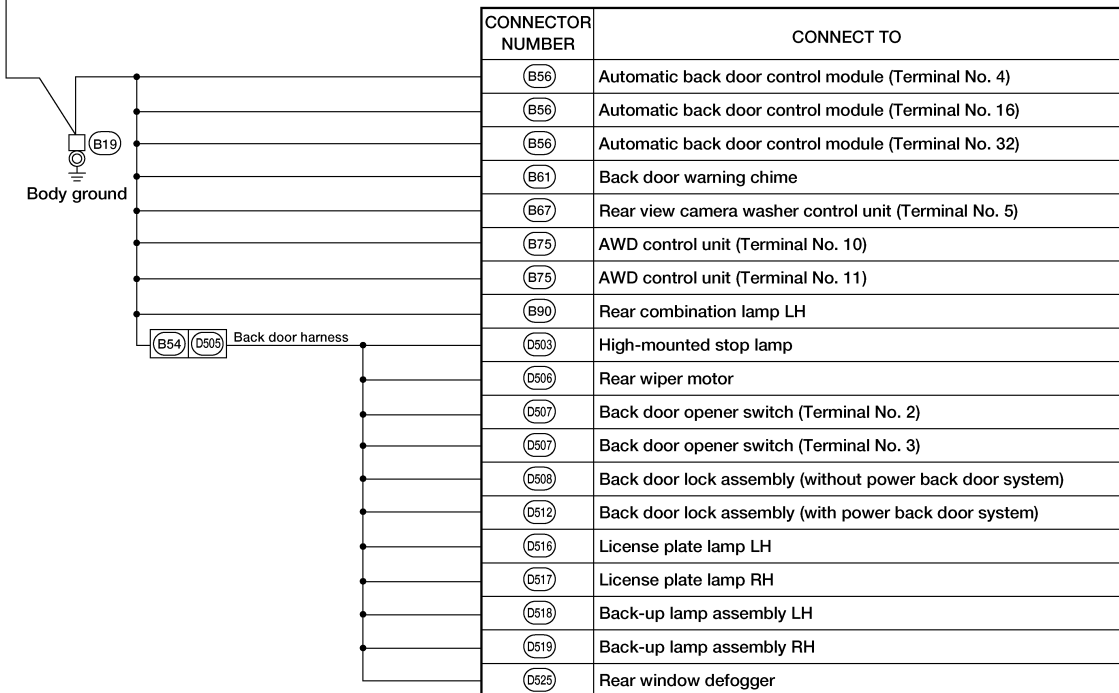 CONNECTOR NUMBER CONNECT TO
B56 Automatic back door control module (Terminal No. 4)
B56 Automatic back door control module (Terminal No. 16)
B19 B56 Automatic back door control module (Terminal No. 32)
Body ground B61 Back door warning chime
B67 Rear view camera washer control unit (Terminal No. 5)
B75 AWD control unit (Terminal No. 10)
B75 AWD control unit (Terminal No. 11)
B90 Rear combination lamp LH
B54 D505 Back door harness D503 High-mounted stop lamp
D506 Rear wiper motor
D507 Back door opener switch (Terminal No. 2)
D507 Back door opener switch (Terminal No. 3)
D508 Back door lock assembly (without power back door system)
D512 Back door lock assembly (with power back door system)
D516 License plate lamp LH
D517 License plate lamp RH
D518 Back-up lamp assembly LH
D519 Back-up lamp assembly RH
D525 Rear window defogger